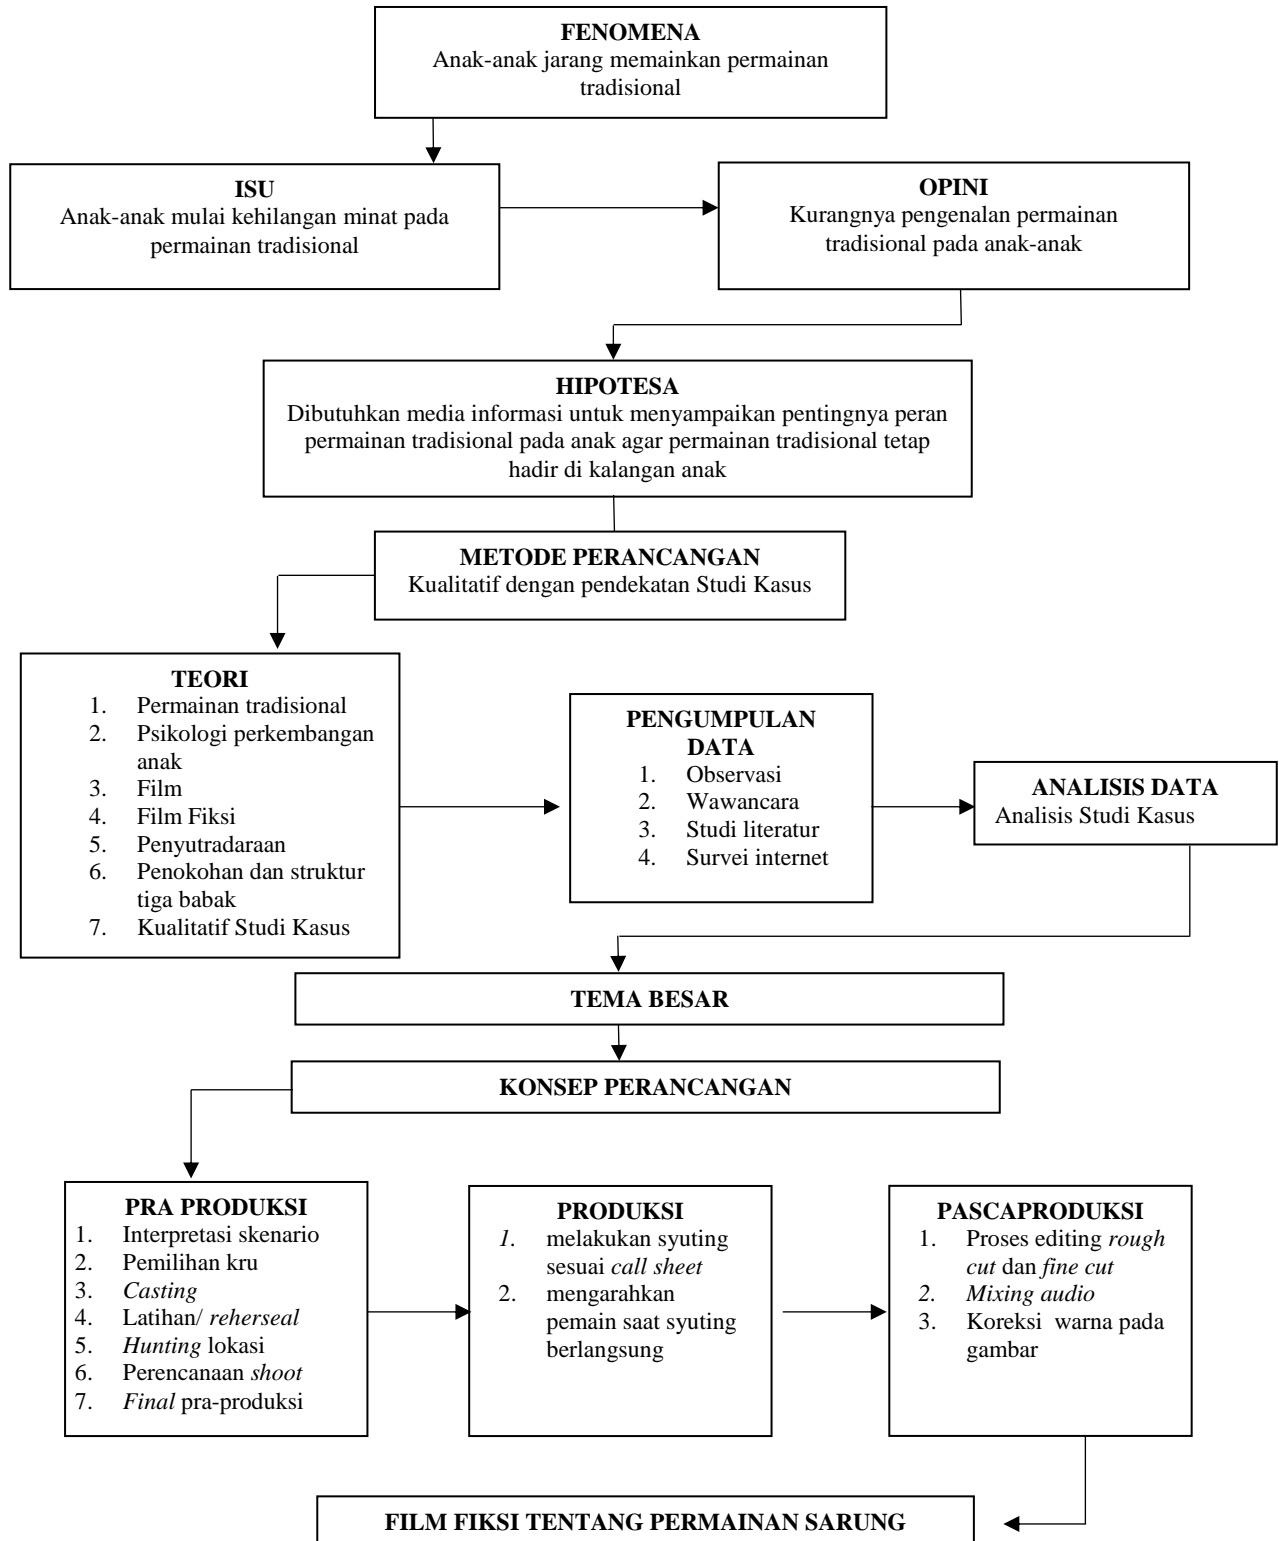 FENOMENA
Anak-anak jarang memainkan permainan
tradisional
ISU
Anak-anak mulai kehilangan minat pada
permainan tradisional
OPINI
Kurangnya pengenalan permainan
tradisional pada anak-anak
HIPOTESA
Dibutuhkan media informasi untuk menyampaikan pentingnya peran
permainan tradisional pada anak agar permainan tradisional tetap
hadir di kalangan anak
METODE PERANCANGAN
Kualitatif dengan pendekatan Studi Kasus
TEORI
1. Permainan tradisional
2. Psikologi perkembangan
anak
3. Film
4. Film Fiksi
5. Penyutradaraan
6. Penokohan dan struktur
tiga babak
7. Kualitatif Studi Kasus
PENGUMPULAN
DATA
1. Observasi
2. Wawancara
3. Studi literatur
4. Survei internet
ANALISIS DATA
Analisis Studi Kasus
TEMA BESAR
KONSEP PERANCANGAN
PRA PRODUKSI
1. Interpretasi skenario
2. Pemilihan kru
3. Casting
4. Latihan/ reherseal
5. Hunting lokasi
6. Perencanaan shoot
7. Final pra-produksi
PRODUKSI
1. melakukan syuting
sesuai call sheet
2. mengarahkan
pemain saat syuting
berlangsung
PASCAPRODUKSI
1. Proses editing rough
cut dan fine cut
2. Mixing audio
3. Koreksi warna pada
gambar
FILM FIKSI TENTANG PERMAINAN SARUNG